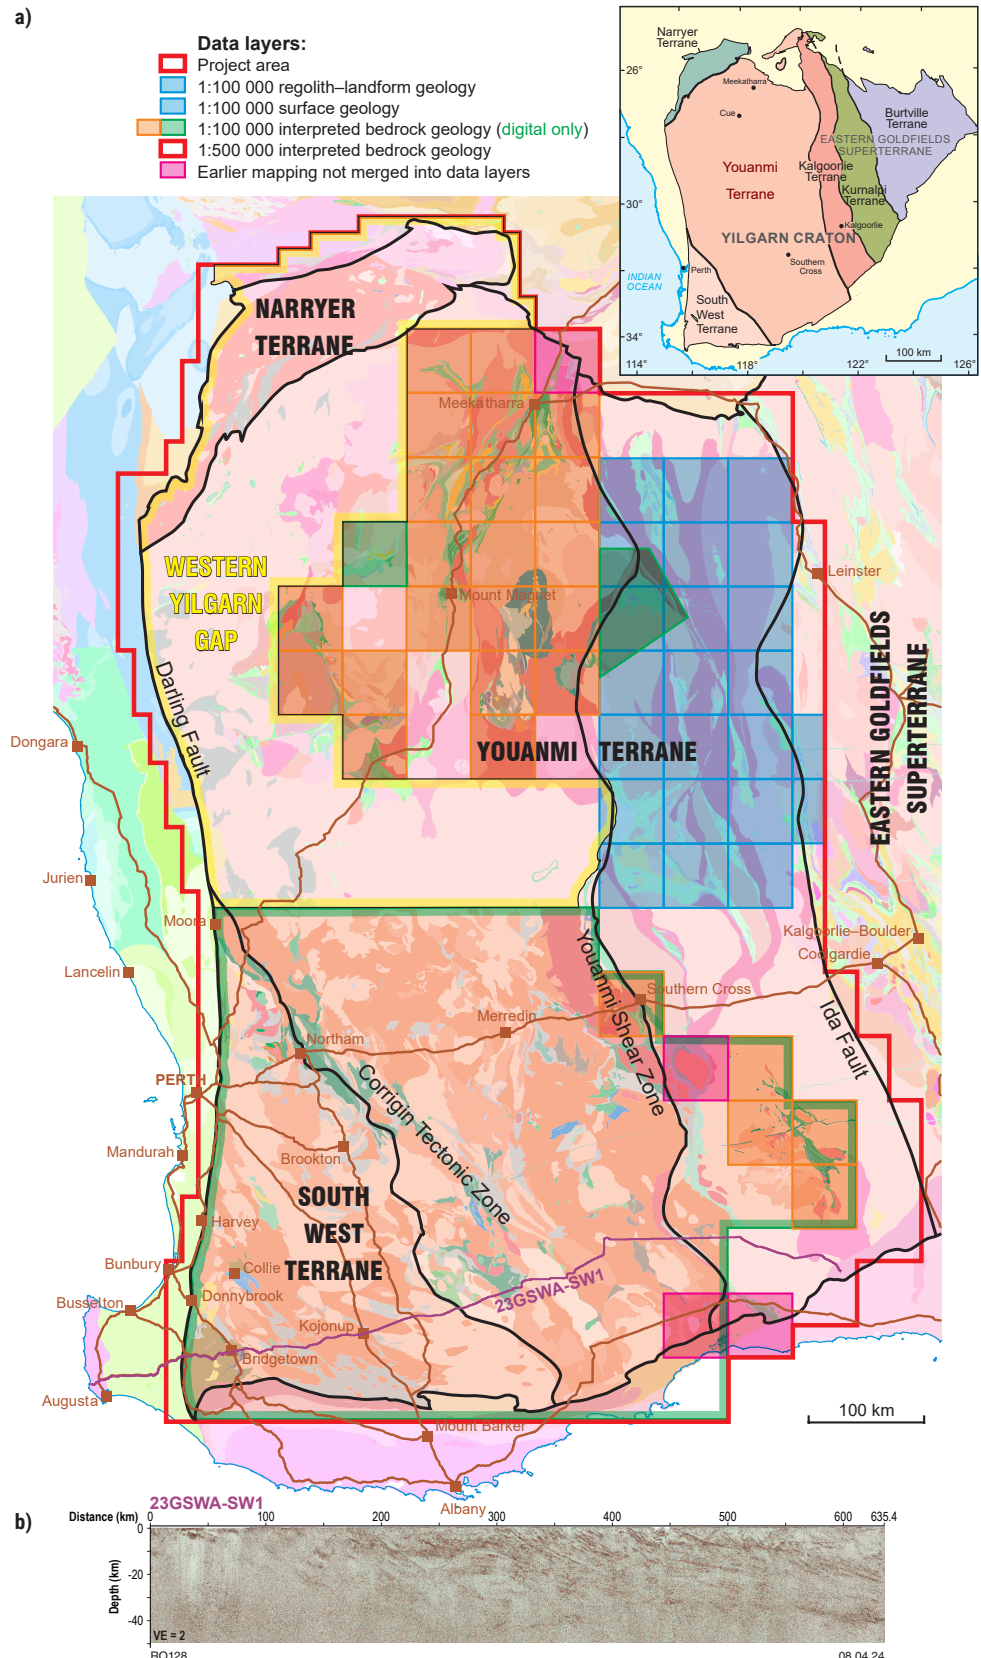 a)
Data layers:
Project area
1:100 000 regolith–landform geology
1:100 000 surface geology
1:100 000 interpreted bedrock geology (digital only)
1:500 000 interpreted bedrock geology
Earlier mapping not merged into data layers
Narryer
Terrane
26°
Meekatharra
Cue
Burtville
Terrane
EASTERN GOLDFIELDS
SUPERTERRANE
Youanmi
Terrane
Kalgoorlie
Terrane
Kurnalpi
Terrane
30°
Kalgoorlie
YILGARN CRATON
Southern
Cross
Perth
INDIAN
OCEAN
South
West
Terrane
34°
100 km
114°
118°
122°
126°
NARRYER
TERRANE
Meekatharra
WESTERN
YILGARN
GAP
Mount Magnet
Leinster
Darling Fault
Dongara
YOUANMI TERRANE
EASTERN GOLDFIELDS
SUPERTERRANE
Jurien
Moora
Kalgoorlie–Boulder
Coolgardie
Lancelin
Youanmi Shear Zone
Southern Cross
Ida Fault
Merredin
Northam
PERTH
Corrigin Tectonic Zone
Mandurah
Brookton
SOUTH
WEST
TERRANE
Harvey
Bunbury
Collie
Busselton
Donnybrook
23GSWA-SW1
Kojonup
Bridgetown
Augusta
100 km
Mount Barker
Albany
23GSWA-SW1
b)
Distance (km)
0
100
200
300
400
500
600
635.4
0
-20
-40
Depth (km)
VE = 2
RO128
08.04.24